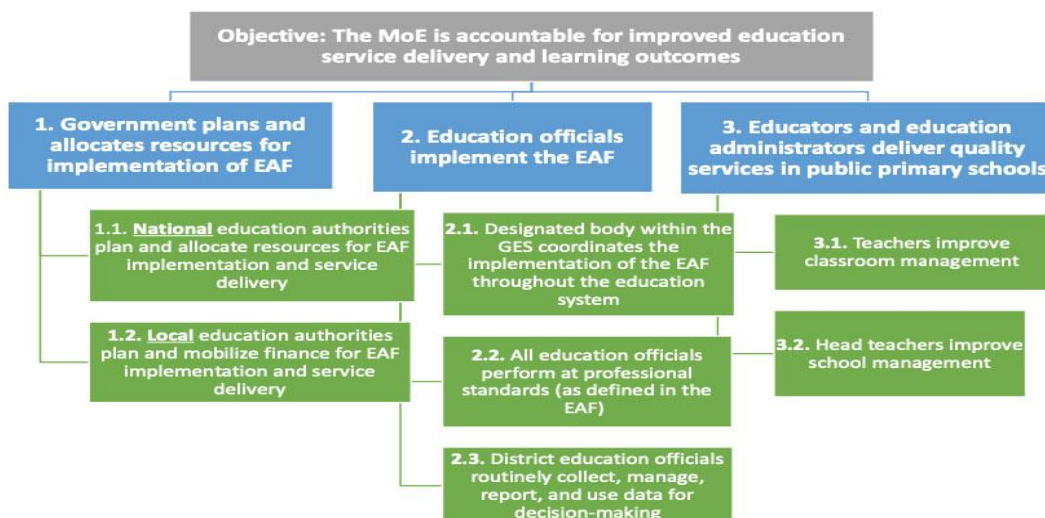 Objective: The MoE is accountable for improved education
service delivery and learning outcomes
1. Government plans and
allocates resources for
implementation of EAF
2. Education officials
implement the EAF
3. Educators and education
administrators deliver quality
services in public primary schools
1.1. National education authorities
plan and allocate resources for EAF
implementation and service
delivery
1.2. Local education authorities
plan and mobilize finance for EAF
implementation and service
delivery
2.1. Designated body within the
GES coordinates the
implementation of the EAF
throughout the education
system
2.2. All education officials
perform at professional
standards (as defined in the
EAF)
2.3. District education officials
routinely collect, manage,
report, and use data for
decision-making
3.1. Teachers improve
classroom management
3.2. Head teachers improve
school management